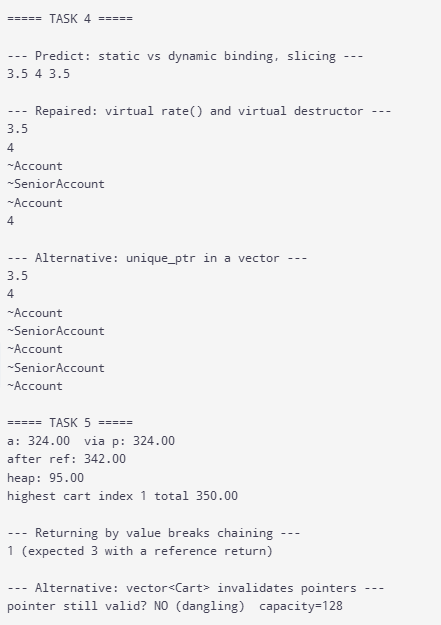 ===== TASK 4 =====
--- Predict: static vs dynamic binding, slicing ---
3.5 4 3.5
--- Repaired: virtual rate() and virtual destructor ---
3.5
4
~Account
~SeniorAccount
~Account
4
--- Alternative: unique_ptr in a vector ---
3.5
4
~Account
~SeniorAccount
~Account
~SeniorAccount
~Account
===== TASK 5 =====
a: 324.00  via p: 324.00
after ref: 342.00
heap: 95.00
highest cart index 1 total 350.00
--- Returning by value breaks chaining ---
1 (expected 3 with a reference return)
--- Alternative: vector<Cart> invalidates pointers ---
pointer still valid? NO (dangling)  capacity=128